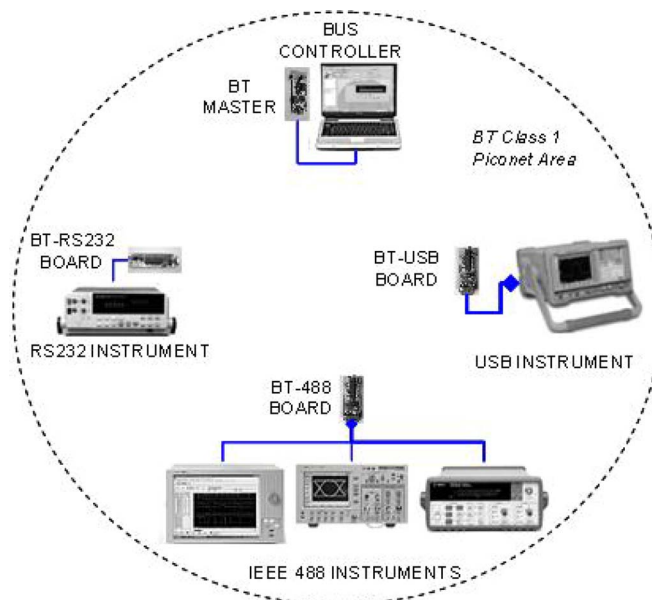 BUS
CONTROLLER
BT
MASTER
BT Class 1
Piconet Area
BT-RS232
BOARD
BT-USB
BOARD
RS232 INSTRUMENT
USB INSTRUMENT
BT-488
BOARD
IEEE 488 INSTRUMENTS